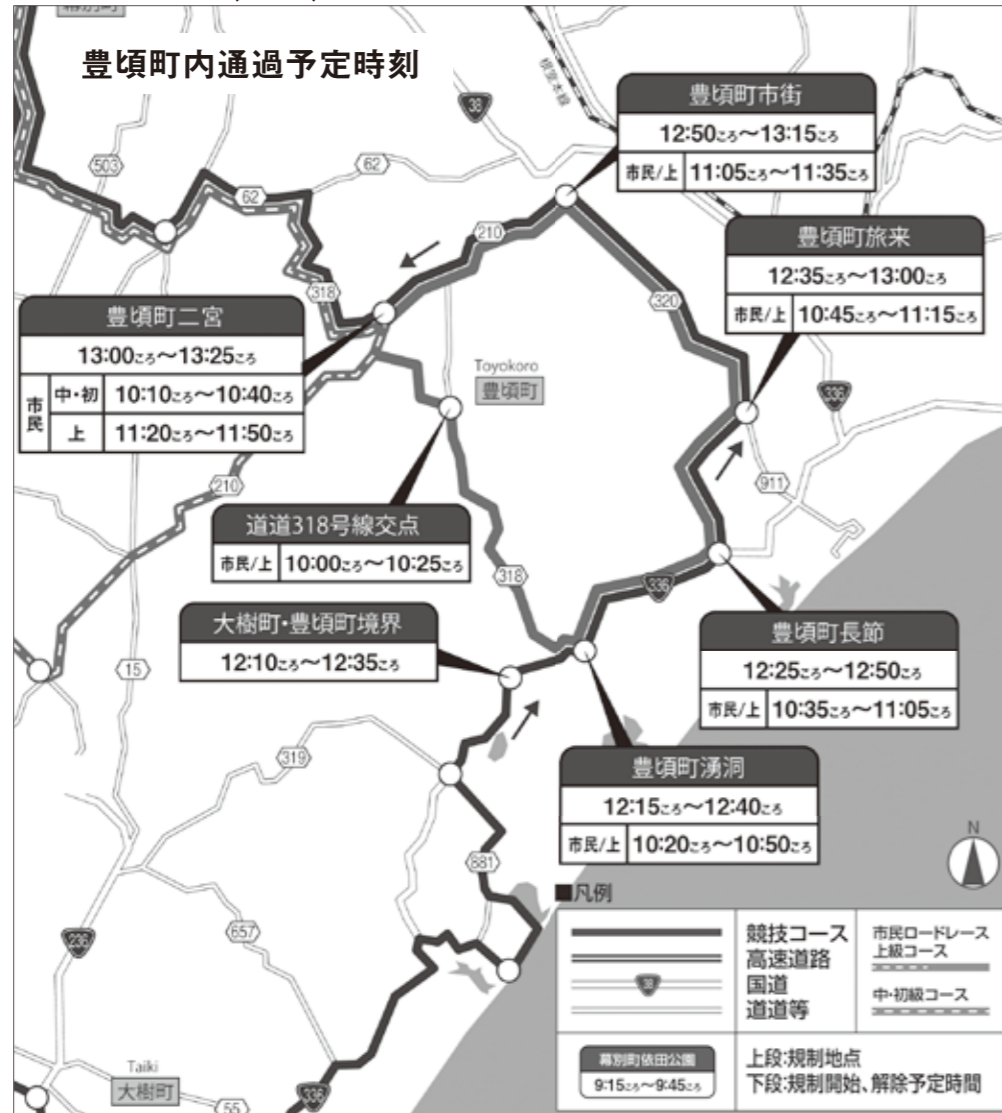 豊頃町内通過予定時刻
根室本線
38
503
62
62
210
318
320
336
911
210
318
336
15
319
881
236
657
336
55
豊頃町市街
12:50ころ〜13:15ころ
市民/上 11:05ころ〜11:35ころ
豊頃町旅来
12:35ころ〜13:00ころ
市民/上 10:45ころ〜11:15ころ
豊頃町二宮
13:00ころ〜13:25ころ
市民 中・初 10:10ころ〜10:40ころ
上 11:20ころ〜11:50ころ
Toyokoro
豊頃町
道道318号線交点
市民/上 10:00ころ〜10:25ころ
大樹町・豊頃町境界
12:10ころ〜12:35ころ
豊頃町長節
12:25ころ〜12:50ころ
市民/上 10:35ころ〜11:05ころ
豊頃町湧洞
12:15ころ〜12:40ころ
市民/上 10:20ころ〜10:50ころ
Taiki
大樹町
N
■凡例
競技コース
高速道路
38 国道
道道等
市民ロードレース
上級コース
中・初級コース
幕別町依田公園
9:15ころ〜9:45ころ
上段:規制地点
下段:規制開始、解除予定時間